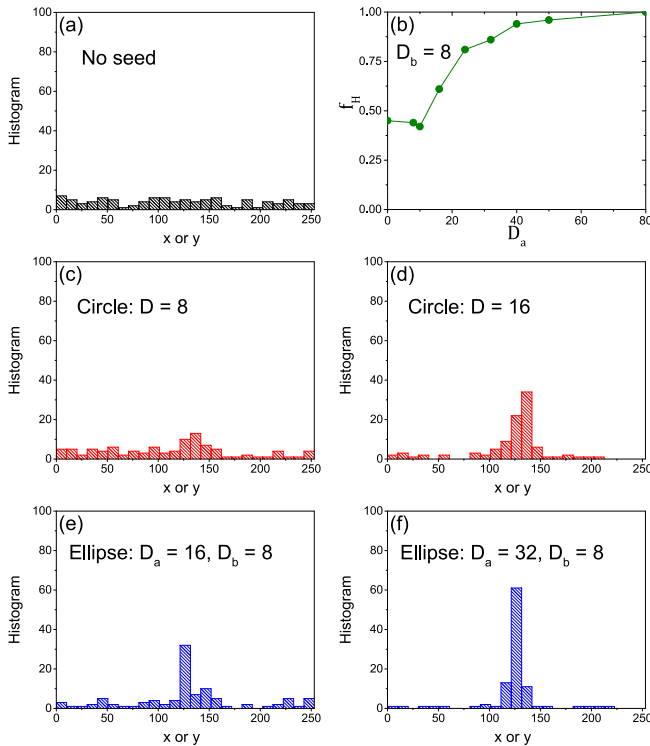 (a)
No seed
Histogram
100
80
60
40
20
0
0 50 100 150 200 250
x or y
(b)
D_b = 8
f_H
1.00
0.75
0.50
0.25
0.00
0 20 40 60 80
D_a
(c)
Circle: D = 8
Histogram
100
80
60
40
20
0
0 50 100 150 200 250
x or y
(d)
Circle: D = 16
Histogram
100
80
60
40
20
0
0 50 100 150 200 250
x or y
(e)
Ellipse: D_a = 16, D_b = 8
Histogram
100
80
60
40
20
0
0 50 100 150 200 250
x or y
(f)
Ellipse: D_a = 32, D_b = 8
Histogram
100
80
60
40
20
0
0 50 100 150 200 250
x or y